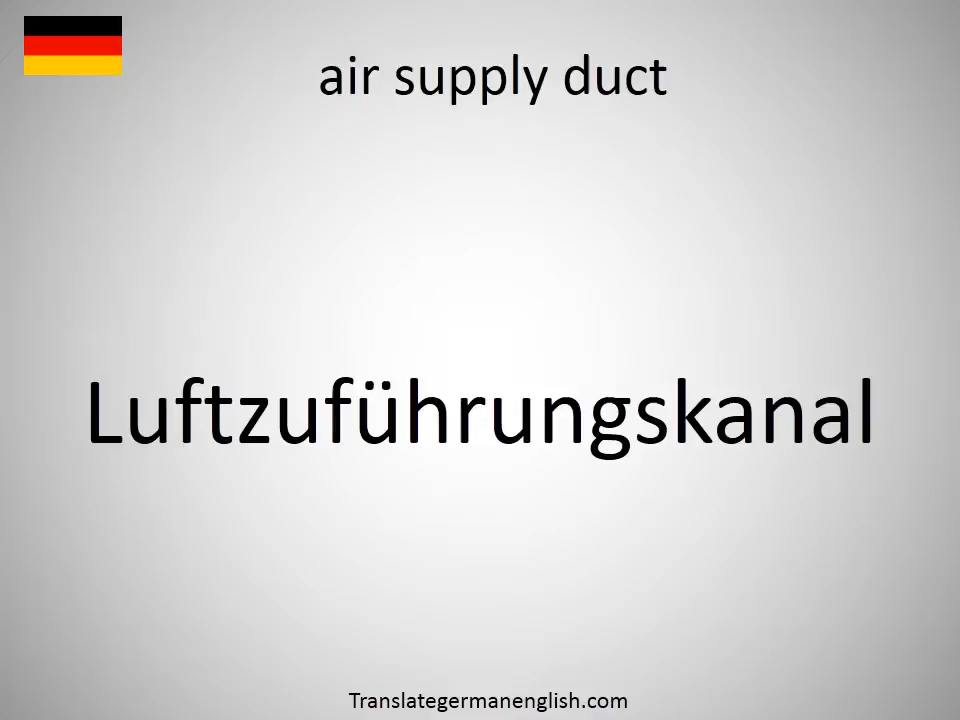 air supply duct
Luftzuführungskanal
Translategermanenglish.com